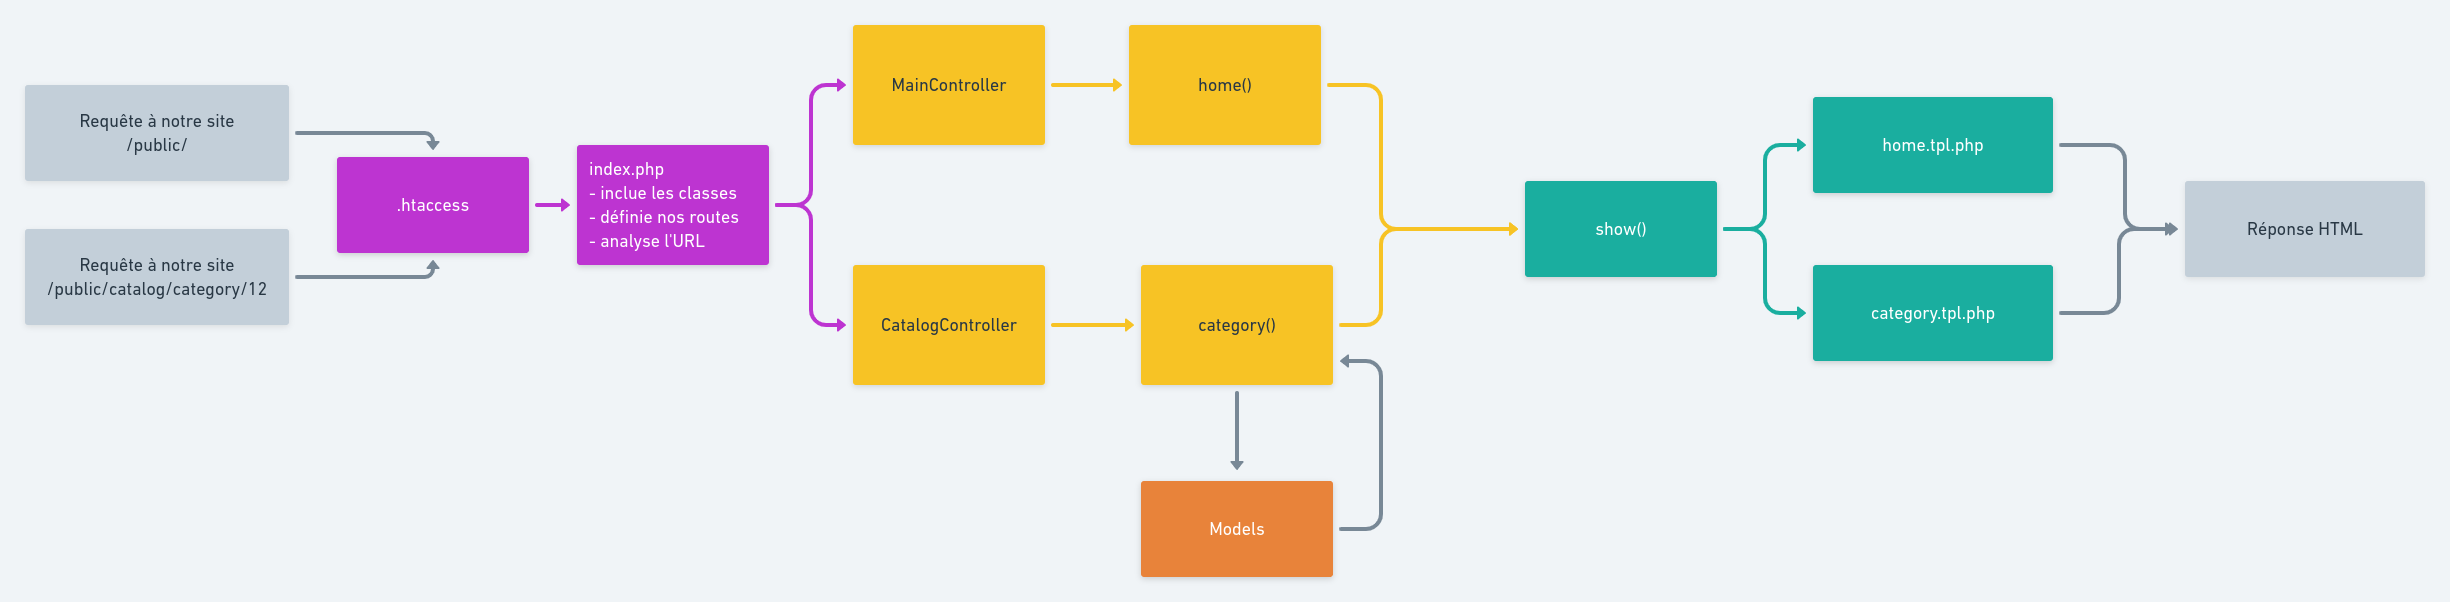 Requête à notre site
/public/
Requête à notre site
/public/catalog/category/12
.htaccess
index.php
- inclue les classes
- définie nos routes
- analyse l'URL
MainController
home()
CatalogController
category()
Models
show()
home.tpl.php
category.tpl.php
Réponse HTML